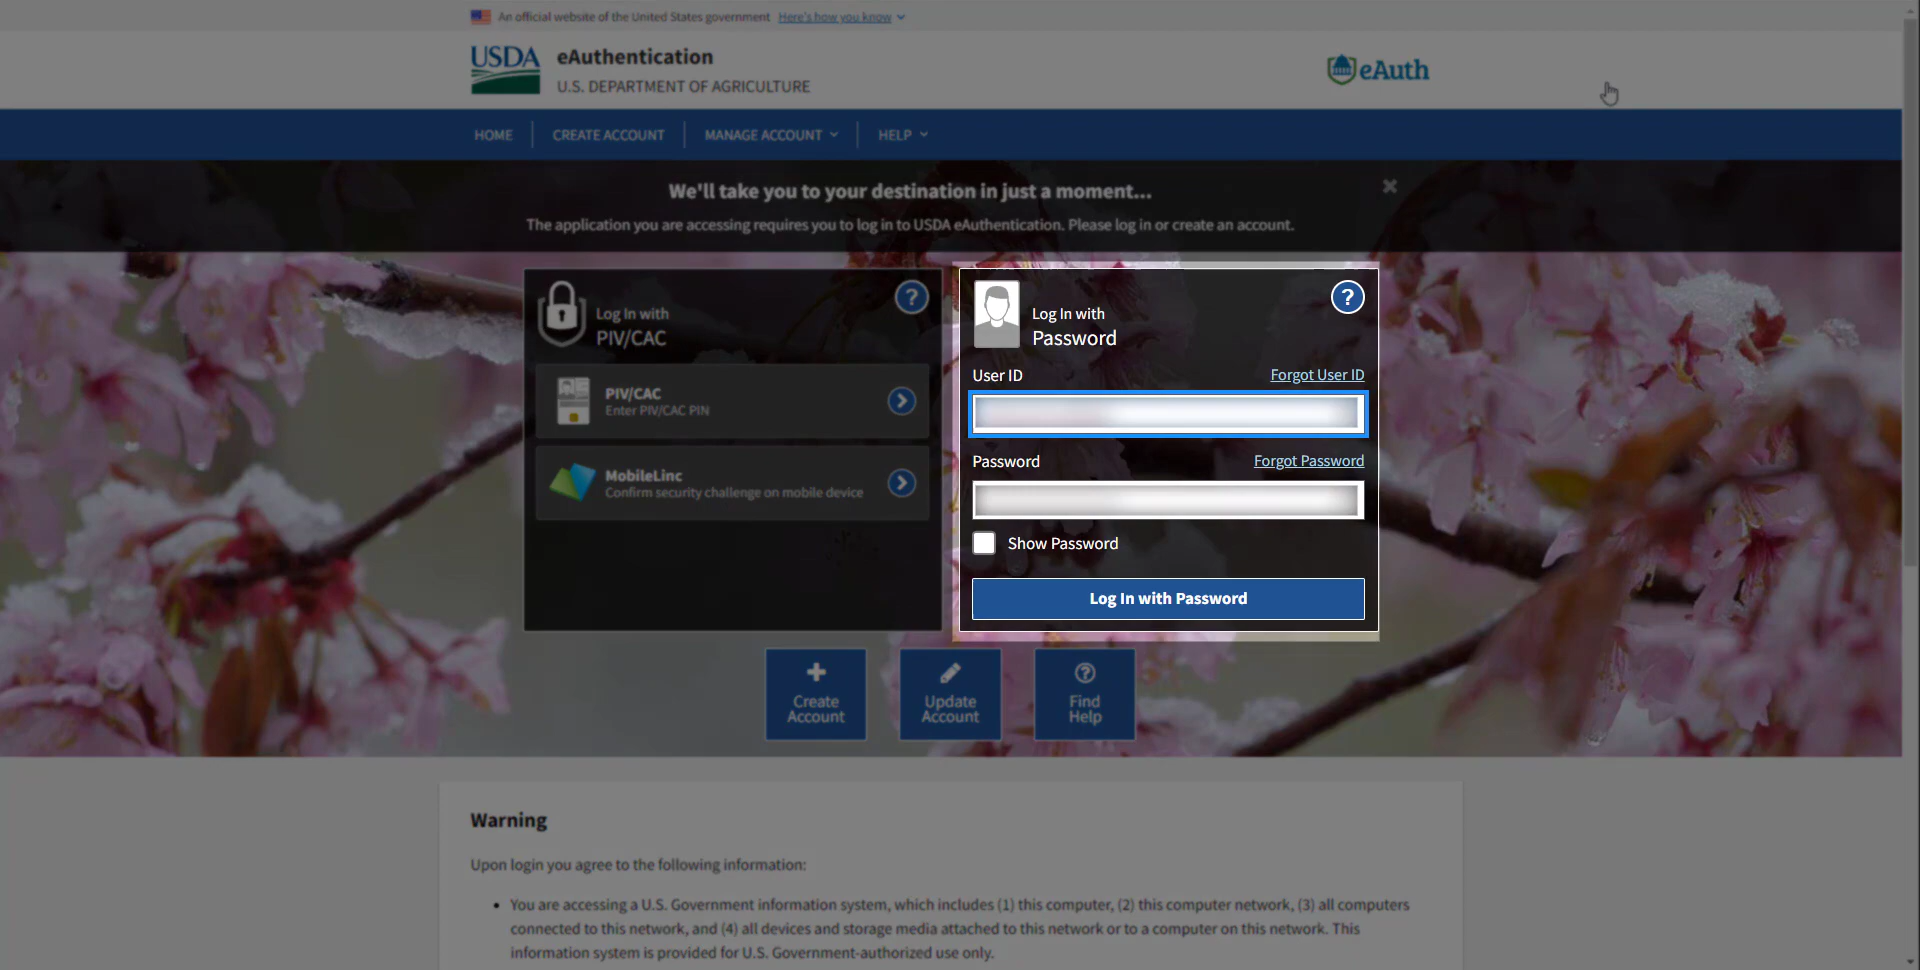 An official website of the United States government Here's how you know
USDA
eAuthentication
U.S. DEPARTMENT OF AGRICULTURE
eAuth
HOME
CREATE ACCOUNT
MANAGE ACCOUNT
HELP
We'll take you to your destination in just a moment...
The application you are accessing requires you to log in to USDA eAuthentication. Please log in or create an account.
Log In with
PIV/CAC
?
PIV/CAC
Enter PIV/CAC PIN
MobileLinc
Confirm security challenge on mobile device
Log In with
Password
?
User ID
Forgot User ID
Password
Forgot Password
Show Password
Log In with Password
Create
Account
Update
Account
Find
Help
Warning
Upon login you agree to the following information:
• You are accessing a U.S. Government information system, which includes (1) this computer, (2) this computer network, (3) all computers
connected to this network, and (4) all devices and storage media attached to this network or to a computer on this network. This
information system is provided for U.S. Government-authorized use only.